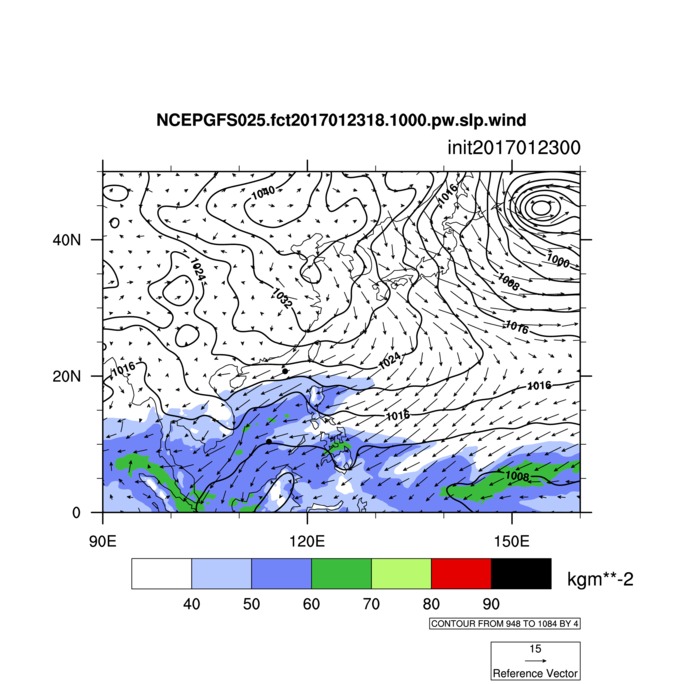 NCEPGFS025.fct2017012318.1000.pw.slp.wind
init2017012300
1040
1016
40N
1024
1000
1008
1032
1016
1024
1016
20N
1016
1016
1008
0
90E 120E 150E
40 50 60 70 80 90
kgm**-2
CONTOUR FROM 948 TO 1084 BY 4
15
Reference Vector